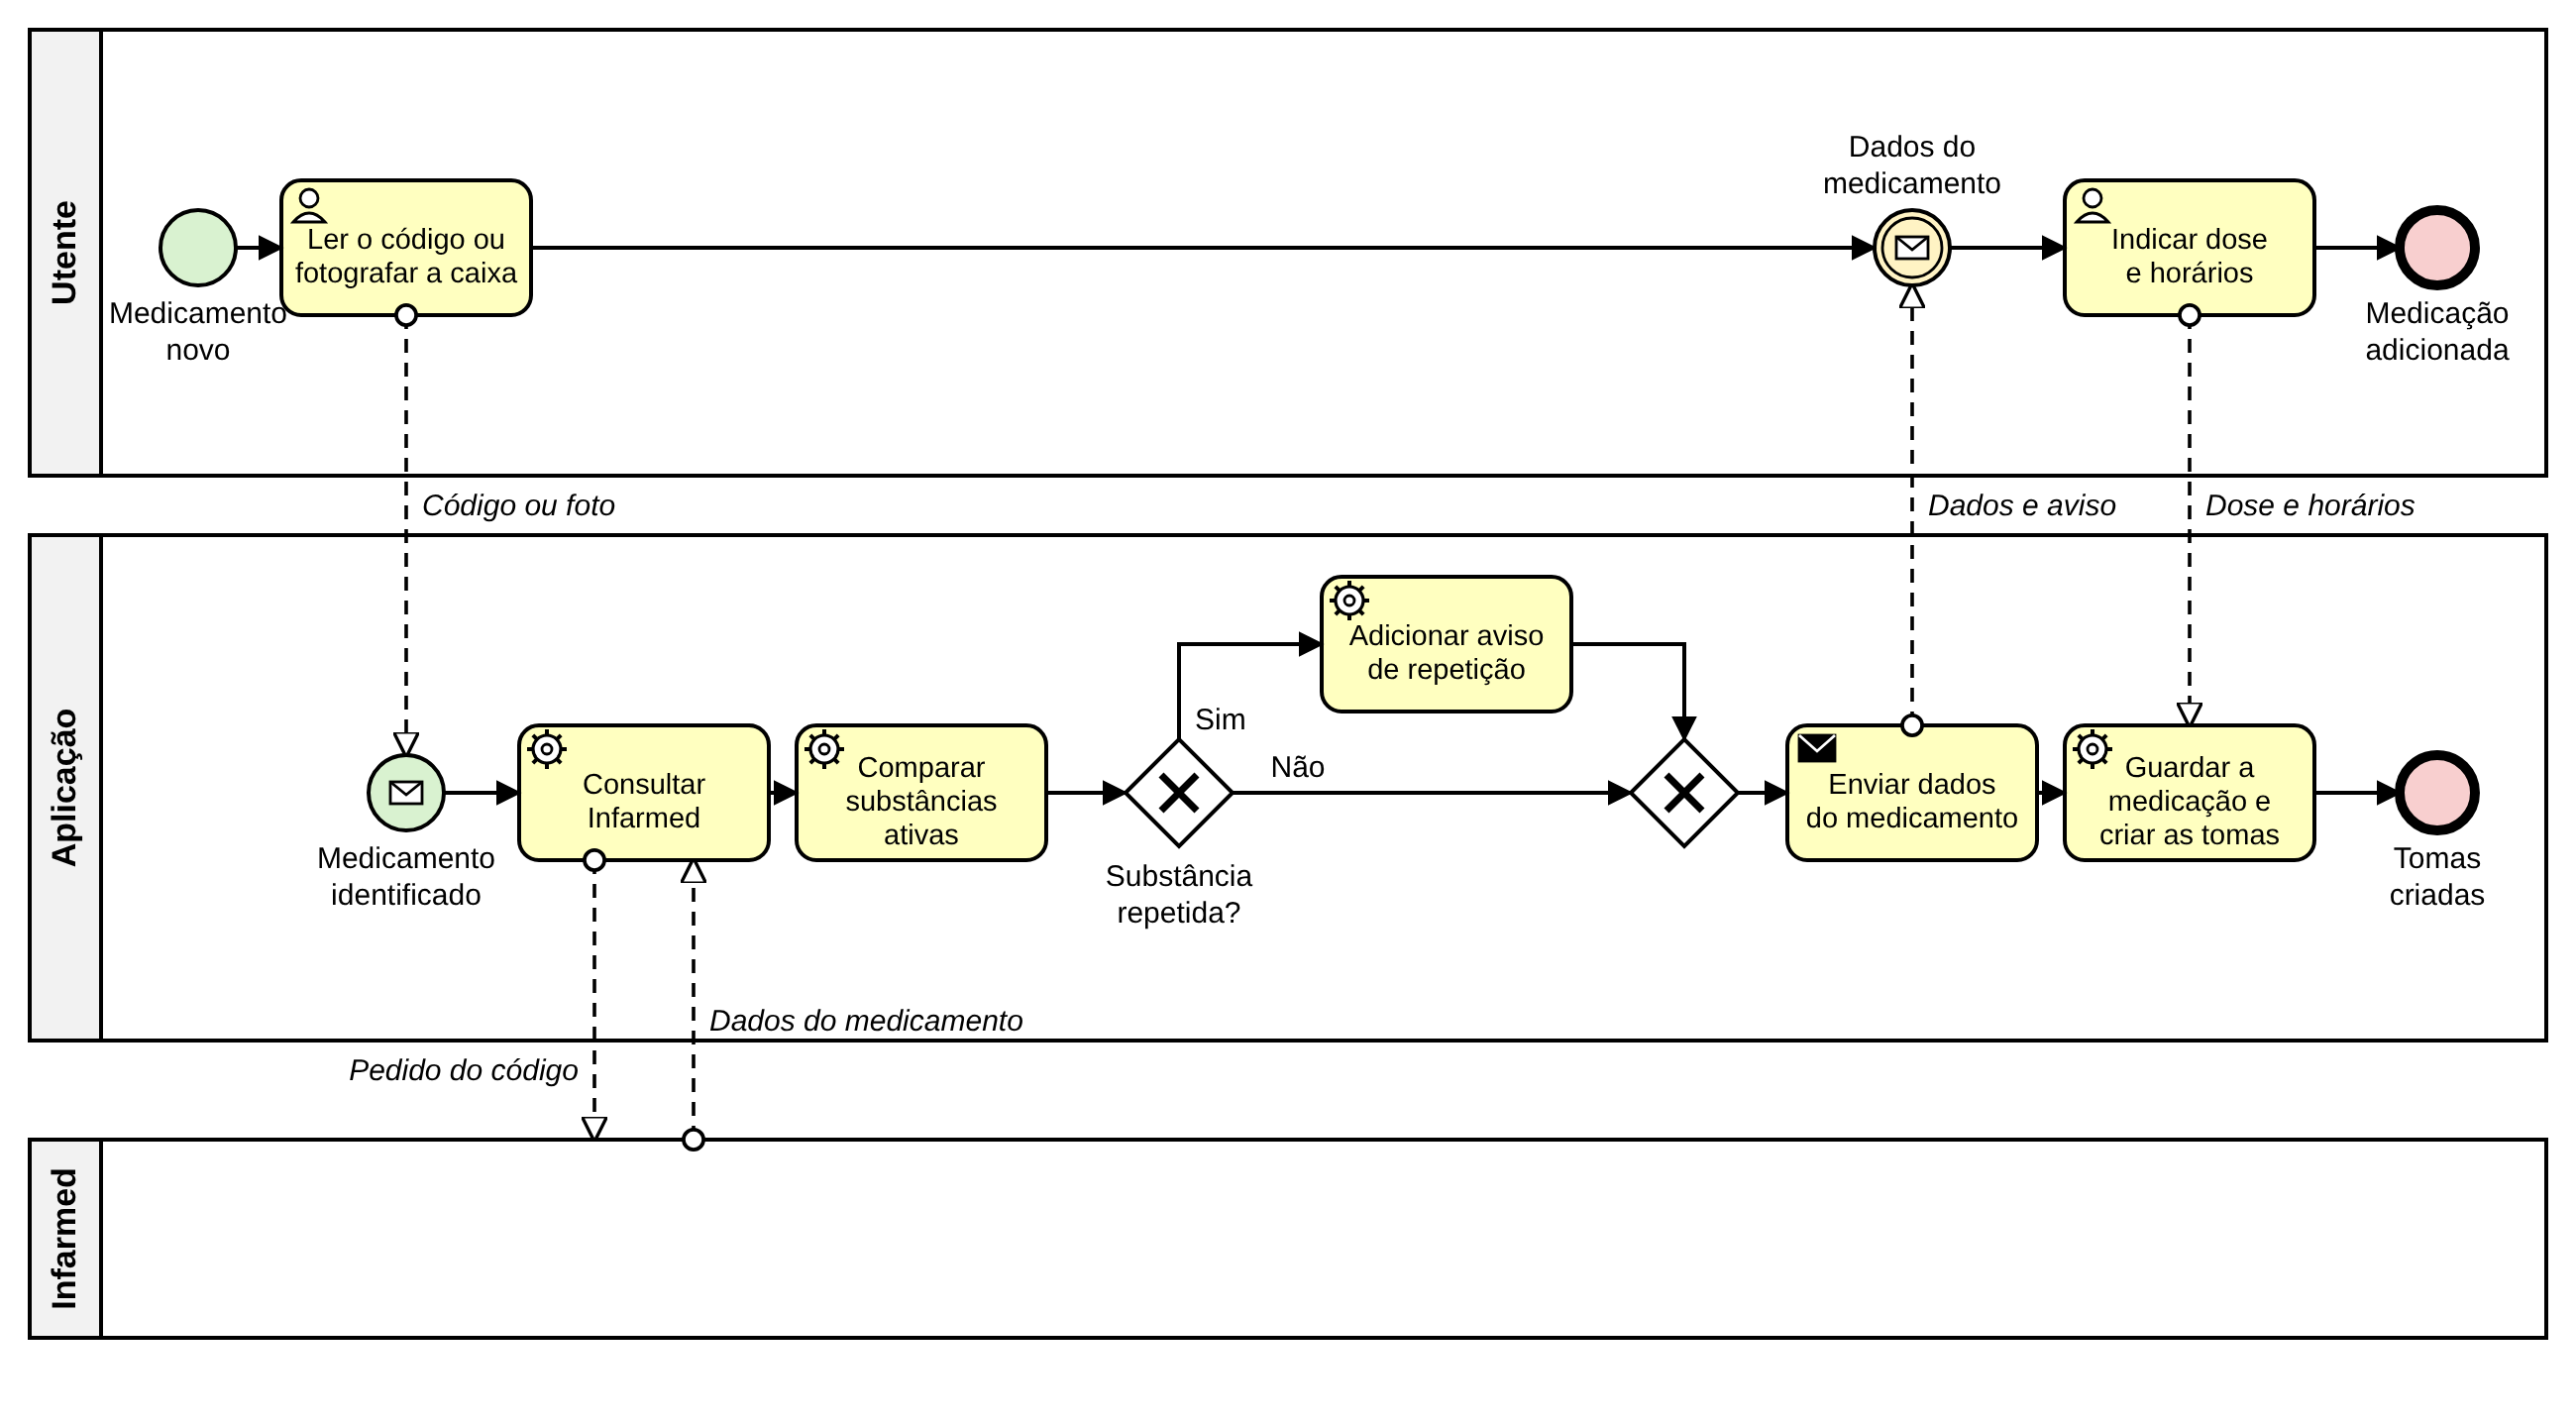 Utente
Dados do
medicamento
Ler o código ou
fotografar a caixa
Indicar dose
e horários
Medicamento
novo
Medicação
adicionada
Código ou foto
Dados e aviso
Dose e horários
Aplicação
Adicionar aviso
de repetição
Sim
Não
Consultar
Infarmed
Comparar
substâncias
ativas
Enviar dados
do medicamento
Guardar a
medicação e
criar as tomas
Medicamento
identificado
Substância
repetida?
Tomas
criadas
Dados do medicamento
Pedido do código
Infarmed